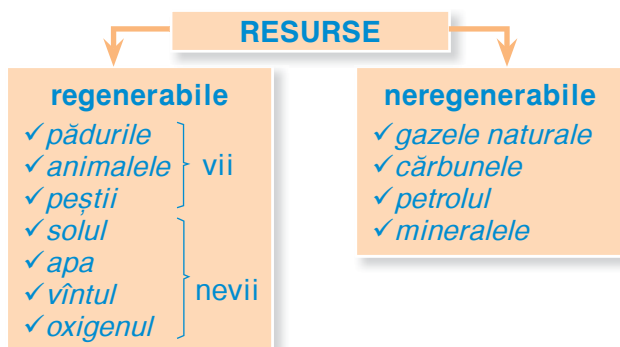 RESURSE
regenerabile
✓pădurile
✓animalele
✓peștii
vii
✓solul
✓apa
✓vîntul
✓oxigenul
nevii
neregenerabile
✓gazele naturale
✓cărbunele
✓petrolul
✓mineralele